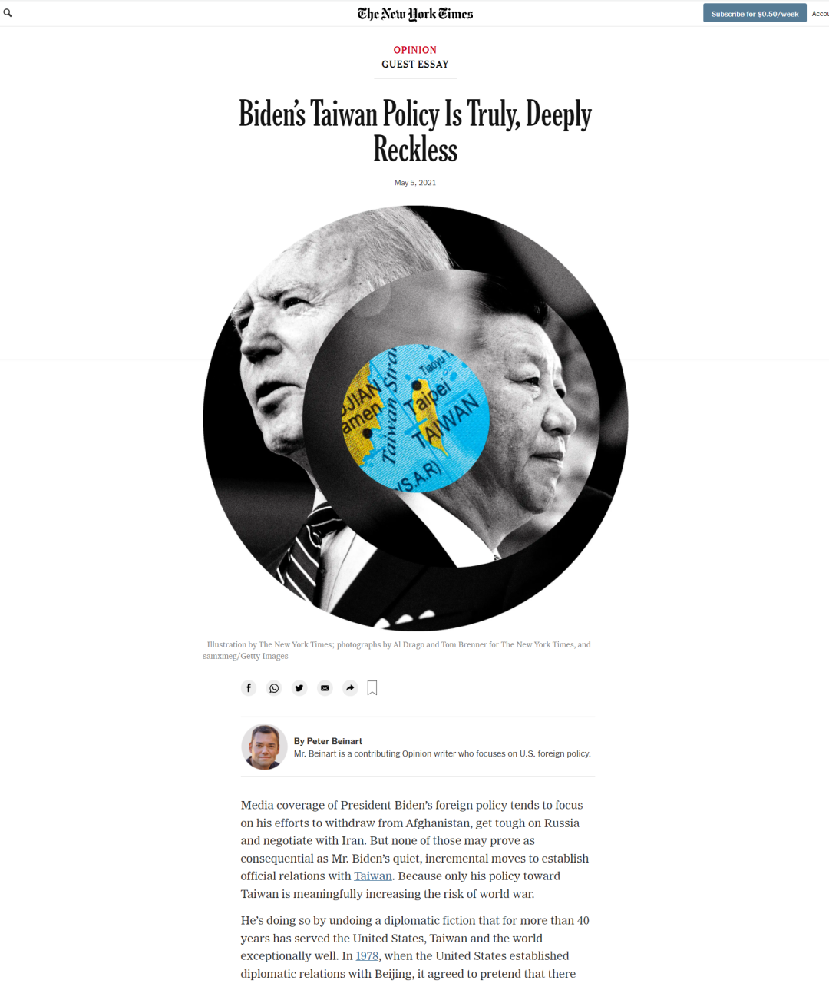 The New York Times
Subscribe for $0.50/week
Accou
OPINION
GUEST ESSAY
Biden’s Taiwan Policy Is Truly, Deeply
Reckless
May 5, 2021
JJIAN
amen
Taiwan Strai
Tiaoyu T
Taipei
TAIWAN
(S.A.R)
Illustration by The New York Times; photographs by Al Drago and Tom Brenner for The New York Times, and
samxmeg/Getty Images
By Peter Beinart
Mr. Beinart is a contributing Opinion writer who focuses on U.S. foreign policy.
Media coverage of President Biden’s foreign policy tends to focus
on his efforts to withdraw from Afghanistan, get tough on Russia
and negotiate with Iran. But none of those may prove as
consequential as Mr. Biden’s quiet, incremental moves to establish
official relations with Taiwan. Because only his policy toward
Taiwan is meaningfully increasing the risk of world war.
He’s doing so by undoing a diplomatic fiction that for more than 40
years has served the United States, Taiwan and the world
exceptionally well. In 1978, when the United States established
diplomatic relations with Beijing, it agreed to pretend that there